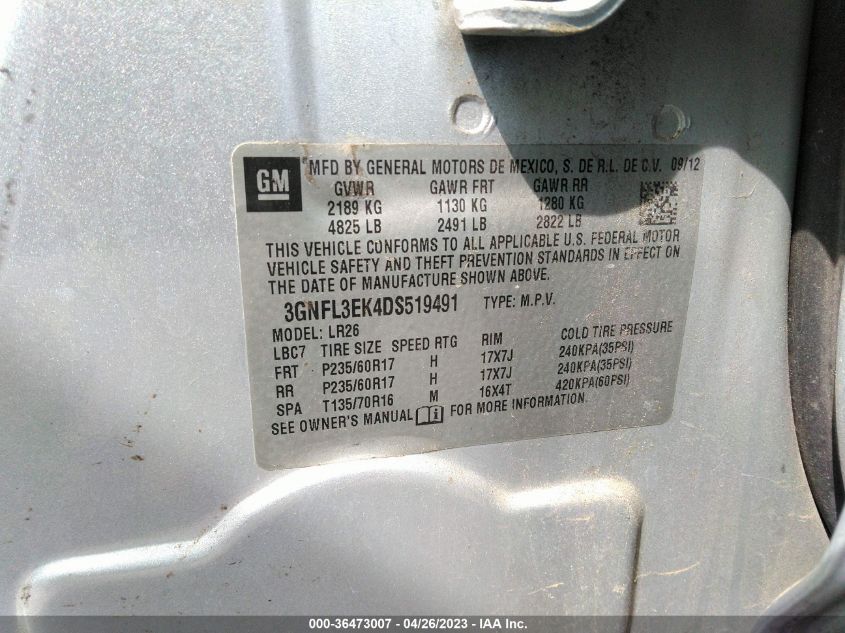 GM
MFD BY GENERAL MOTORS DE MEXICO, S. DE R.L. DE C.V. 09/12
GVWR GAWR FRT GAWR RR
2189 KG 1130 KG 1280 KG
4825 LB 2491 LB 2822 LB
THIS VEHICLE CONFORMS TO ALL APPLICABLE U.S. FEDERAL MOTOR
VEHICLE SAFETY AND THEFT PREVENTION STANDARDS IN EFFECT ON
THE DATE OF MANUFACTURE SHOWN ABOVE.
3GNFL3EK4DS519491 TYPE: M.P.V.
MODEL: LR26
LBC7 TIRE SIZE SPEED RTG RIM COLD TIRE PRESSURE
FRT P235/60R17 H 17X7J 240KPA(35PSI)
RR P235/60R17 H 17X7J 240KPA(35PSI)
SPA T135/70R16 M 16X4T 420KPA(60PSI)
SEE OWNER'S MANUAL FOR MORE INFORMATION.
000-36473007 - 04/26/2023 - IAA Inc.